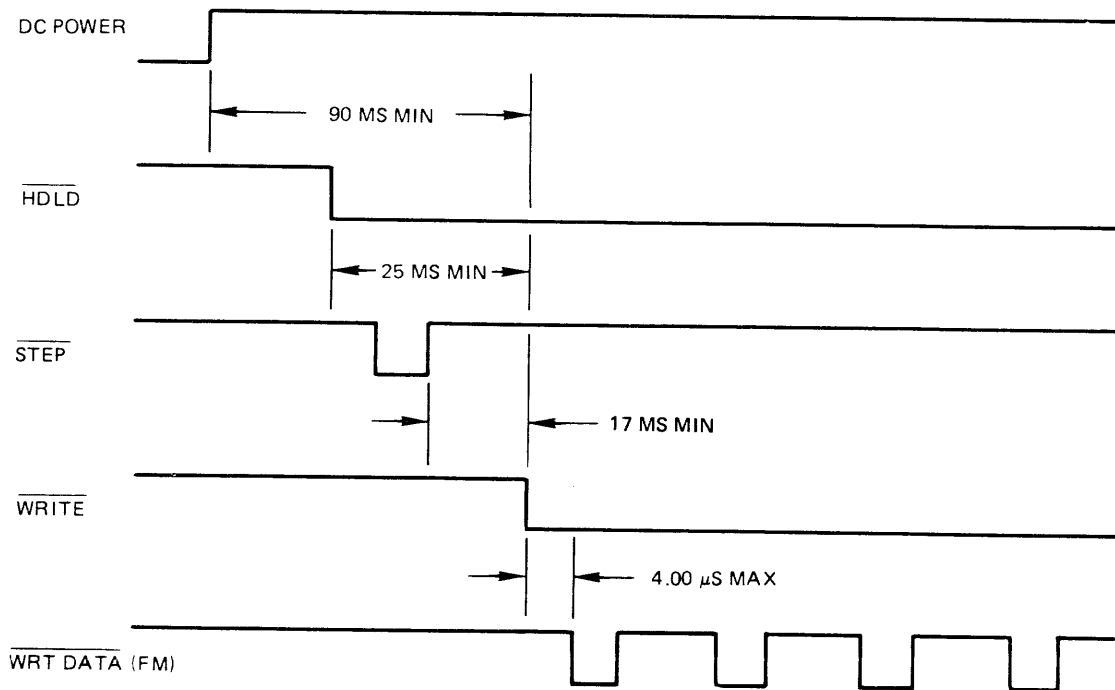 DC POWER
90 MS MIN
HDLD
25 MS MIN
STEP
17 MS MIN
WRITE
4.00 µS MAX
WRT DATA (FM)